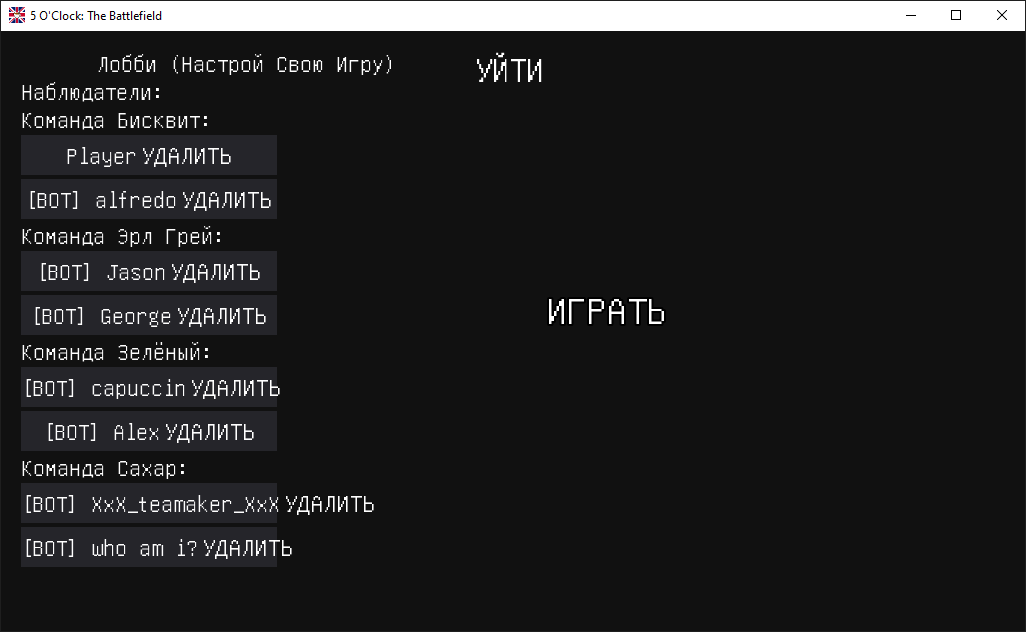 5 O'Clock: The Battlefield
Лобби (Настрой Свою Игру)
УЙТИ
Наблюдатели:
Команда Бисквит:
Player УДАЛИТЬ
[BOT] alfredo УДАЛИТЬ
Команда Эрл Грей:
[BOT] Jason УДАЛИТЬ
[BOT] George УДАЛИТЬ
ИГРАТЬ
Команда Зелёный:
[BOT] capuccin УДАЛИТЬ
[BOT] Alex УДАЛИТЬ
Команда Сахар:
[BOT] XxX_teamaker_XxX УДАЛИТЬ
[BOT] who am i? УДАЛИТЬ